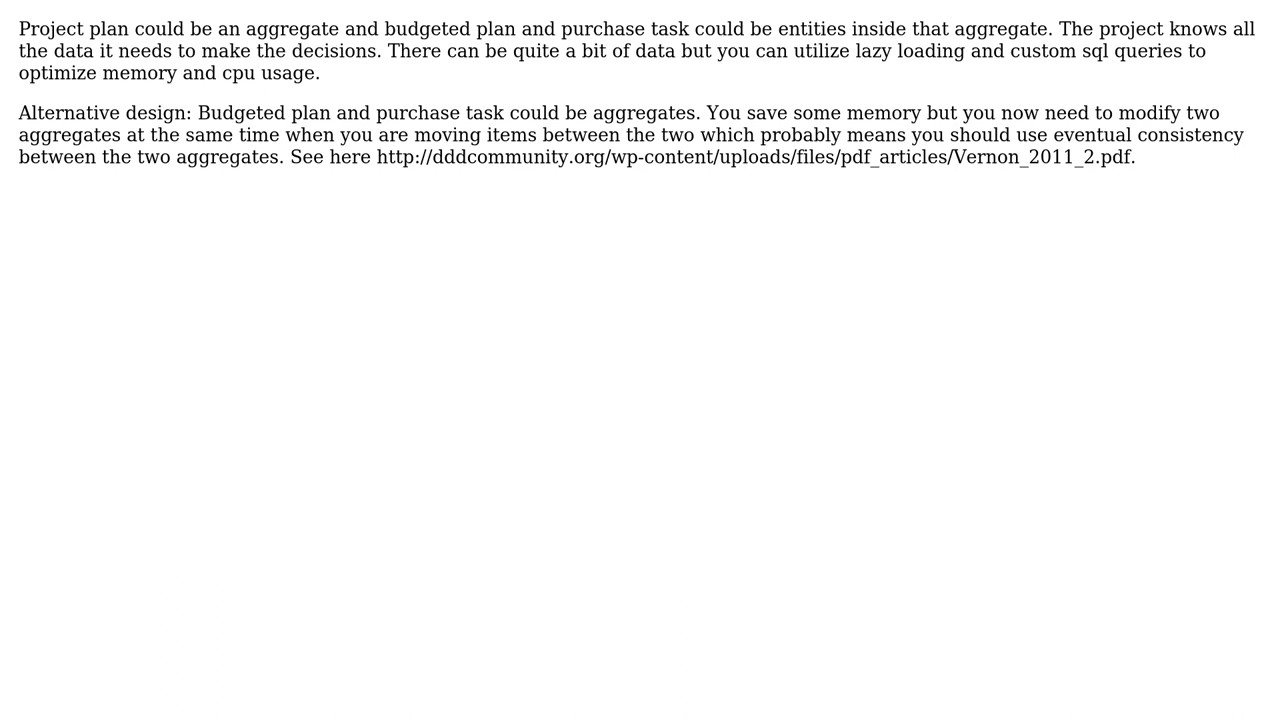 Project plan could be an aggregate and budgeted plan and purchase task could be entities inside that aggregate. The project knows all
the data it needs to make the decisions. There can be quite a bit of data but you can utilize lazy loading and custom sql queries to
optimize memory and cpu usage.
Alternative design: Budgeted plan and purchase task could be aggregates. You save some memory but you now need to modify two
aggregates at the same time when you are moving items between the two which probably means you should use eventual consistency
between the two aggregates. See here http://dddcommunity.org/wp-content/uploads/files/pdf_articles/Vernon_2011_2.pdf.